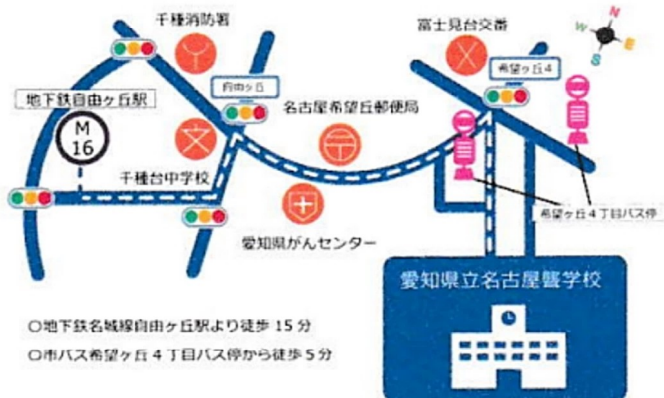 千種消防署
富士見台交番
N
W
E
S
自由ヶ丘
希望ヶ丘4
地下鉄自由ヶ丘駅
名古屋希望丘郵便局
M
16
千種台中学校
希望ヶ丘4丁目バス停
愛知県がんセンター
愛知県立名古屋聾学校
○地下鉄名城線自由ヶ丘駅より徒歩15分
○市バス希望ヶ丘4丁目バス停から徒歩5分